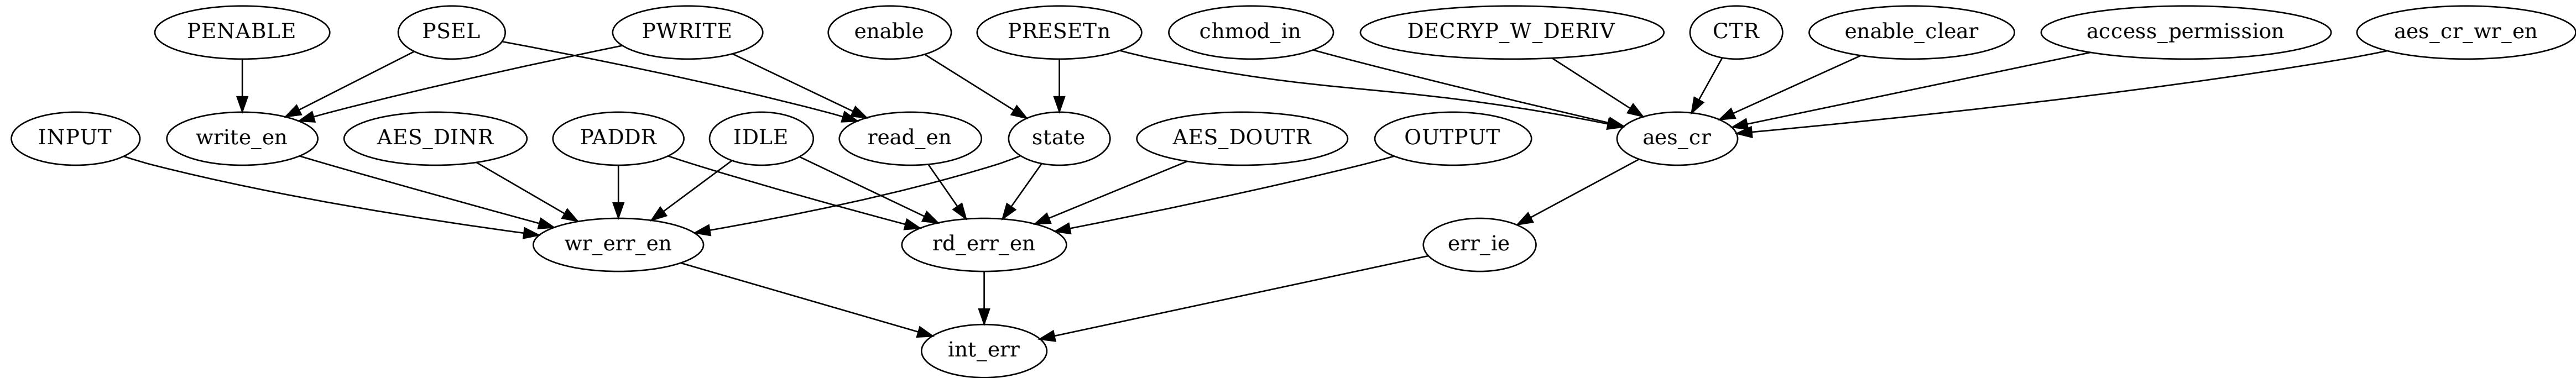 PENABLE PSEL PWRITE enable PRESETn chmod_in DECRYP_W_DERIV CTR enable_clear access_permission aes_cr_wr_en
INPUT write_en AES_DINR PADDR IDLE read_en state AES_DOUTR OUTPUT aes_cr
wr_err_en rd_err_en err_ie
int_err